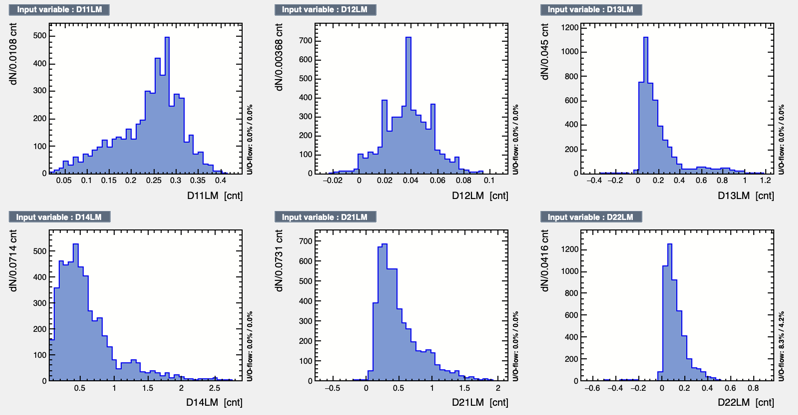 Input variable : D11LM
Input variable : D12LM
Input variable : D13LM
dN/0.0108 cnt
500
400
300
200
100
0
0.05 0.1 0.15 0.2 0.25 0.3 0.35 0.4
D11LM [cnt]
U/O-flow: 0.0% / 0.0%
dN/0.00368 cnt
700
600
500
400
300
200
100
0
−0.02 0 0.02 0.04 0.06 0.08 0.1
D12LM [cnt]
U/O-flow: 0.0% / 0.0%
dN/0.045 cnt
1200
1000
800
600
400
200
0
−0.4 −0.2 0 0.2 0.4 0.6 0.8 1 1.2
D13LM [cnt]
U/O-flow: 0.0% / 0.0%
Input variable : D14LM
Input variable : D21LM
Input variable : D22LM
dN/0.0714 cnt
500
400
300
200
100
0
0.5 1 1.5 2 2.5
D14LM [cnt]
U/O-flow: 0.0% / 0.0%
dN/0.0731 cnt
700
600
500
400
300
200
100
0
−0.5 0 0.5 1 1.5 2
D21LM [cnt]
U/O-flow: 0.0% / 0.0%
dN/0.0416 cnt
1200
1000
800
600
400
200
0
−0.6 −0.4 −0.2 0 0.2 0.4 0.6 0.8
D22LM [cnt]
U/O-flow: 8.3% / 4.2%